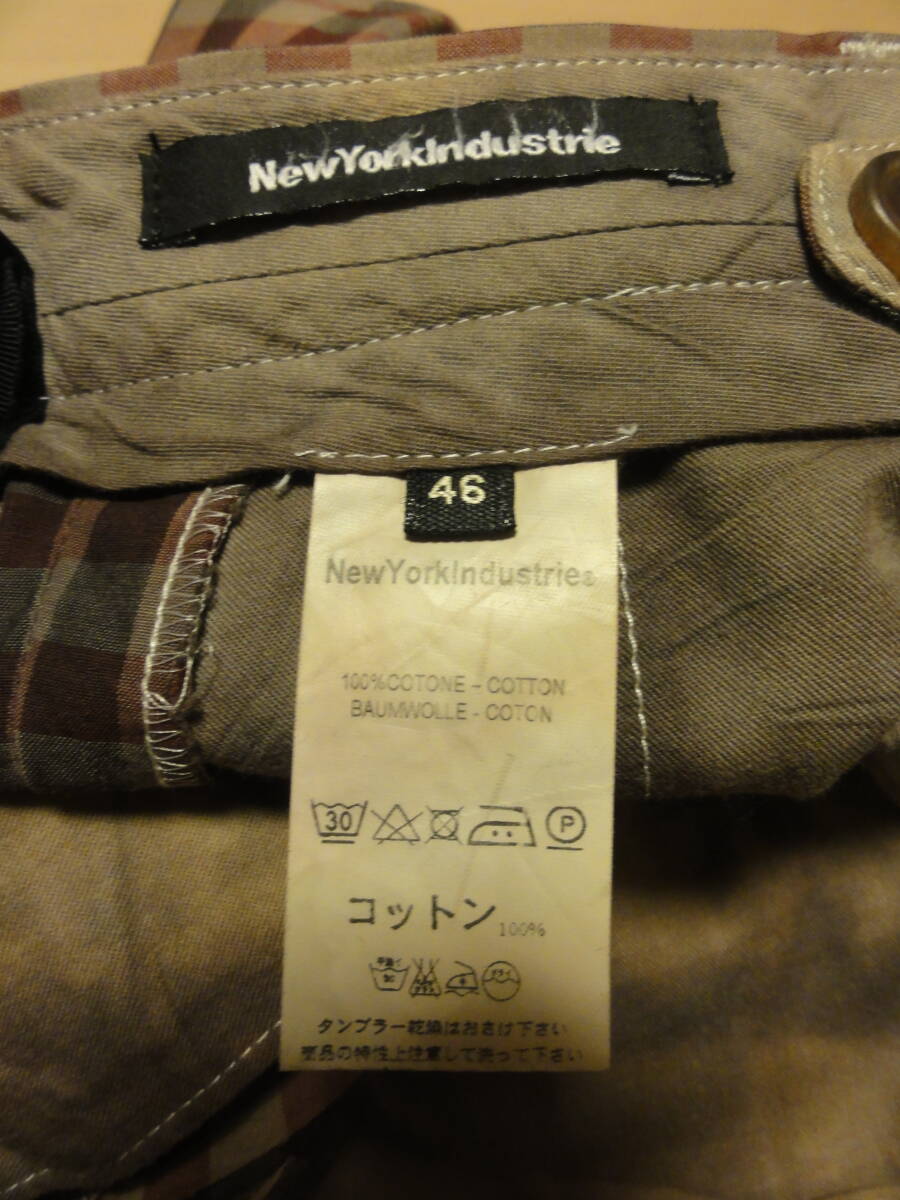 NewYorkIndustrie
46
NewYorkIndustrie®
100%COTONE - COTTON
BAUMWOLLE - COTON
30 P
コットン 100%
タンブラー乾燥はおさけ下さい
商品の特性上注意して洗って下さい